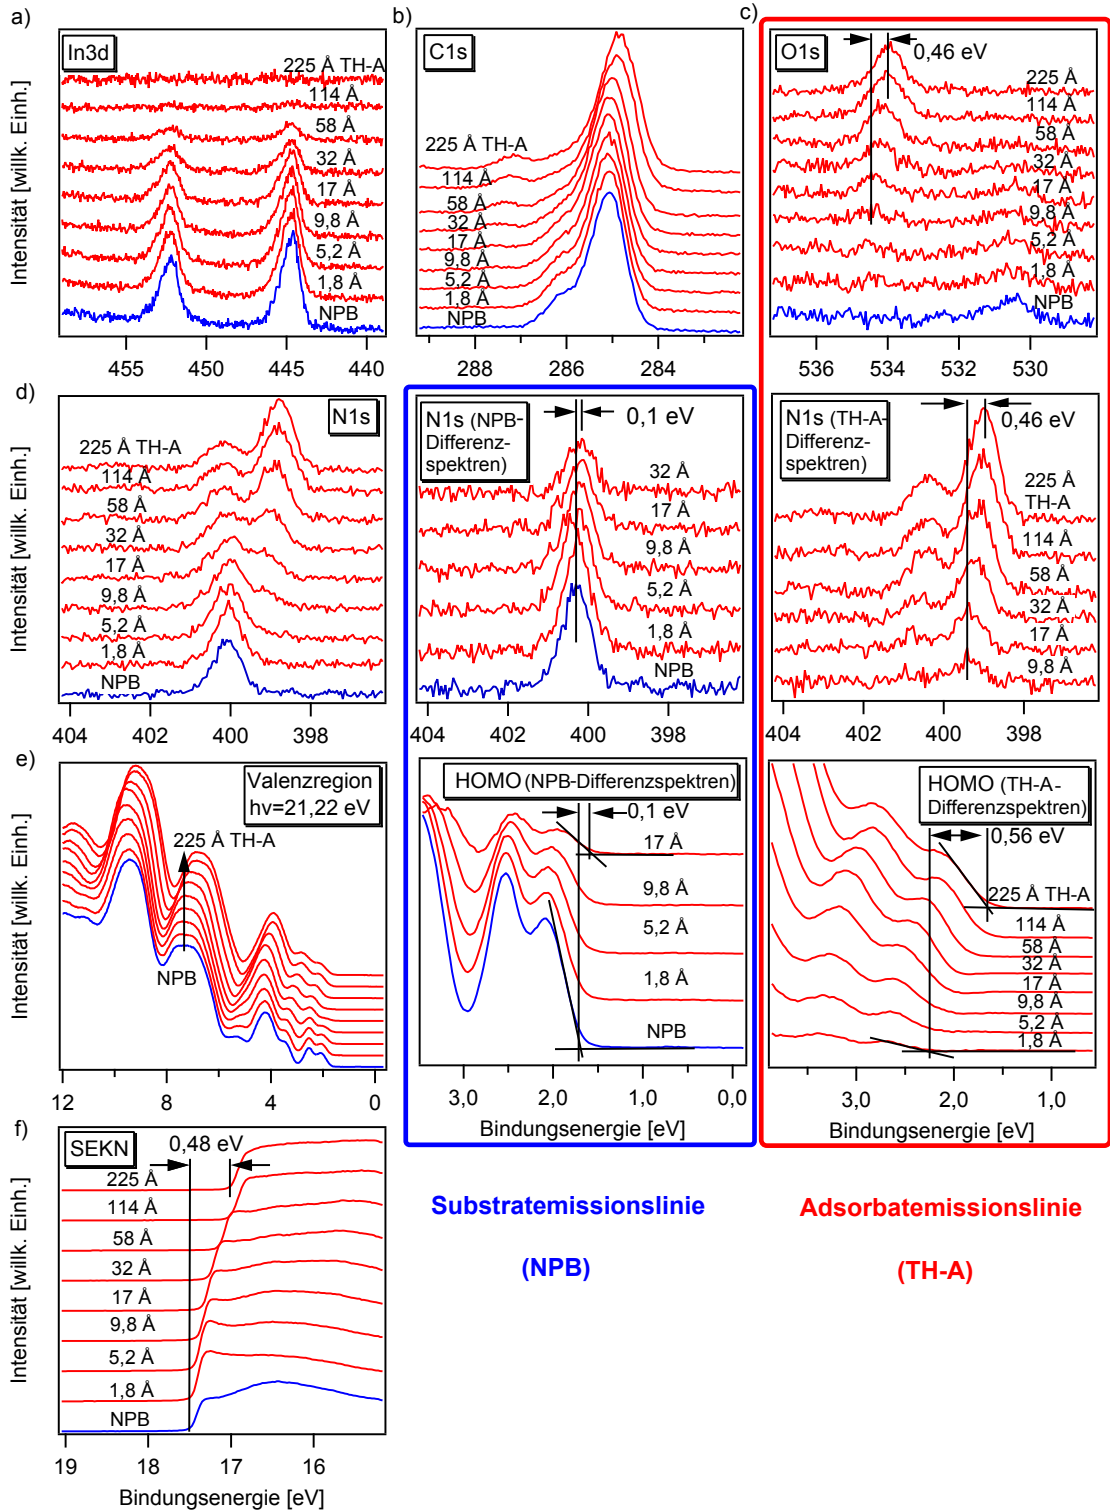 a)
In3d
225 Å TH-A
114 Å
58 Å
32 Å
17 Å
9,8 Å
5,2 Å
1,8 Å
NPB
Intensität [willk. Einh.]
455
450
445
440
b)
C1s
225 Å TH-A
114 Å
58 Å
32 Å
17 Å
9,8 Å
5,2 Å
1,8 Å
NPB
288
286
284
c)
O1s
0,46 eV
225 Å
114 Å
58 Å
32 Å
17 Å
9,8 Å
5,2 Å
1,8 Å
NPB
536
534
532
530
d)
N1s
225 Å TH-A
114 Å
58 Å
32 Å
17 Å
9,8 Å
5,2 Å
1,8 Å
NPB
Intensität [willk. Einh.]
404
402
400
398
N1s (NPB-
Differenz-
spektren)
0,1 eV
32 Å
17 Å
9,8 Å
5,2 Å
1,8 Å
NPB
404
402
400
398
N1s (TH-A-
Differenz-
spektren)
0,46 eV
225 Å
TH-A
114 Å
58 Å
32 Å
17 Å
9,8 Å
404
402
400
398
e)
Valenzregion
hν=21,22 eV
225 Å TH-A
NPB
Intensität [willk. Einh.]
12
8
4
0
HOMO (NPB-Differenzspektren)
0,1 eV
17 Å
9,8 Å
5,2 Å
1,8 Å
NPB
3,0
2,0
1,0
0,0
Bindungsenergie [eV]
HOMO (TH-A-
Differenzspektren)
0,56 eV
225 Å TH-A
114 Å
58 Å
32 Å
17 Å
9,8 Å
5,2 Å
1,8 Å
3,0
2,0
1,0
Bindungsenergie [eV]
f)
SEKN
0,48 eV
225 Å
114 Å
58 Å
32 Å
17 Å
9,8 Å
5,2 Å
1,8 Å
NPB
Intensität [willk. Einh.]
19
18
17
16
Bindungsenergie [eV]
Substratemissionslinie
(NPB)
Adsorbatemissionslinie
(TH-A)